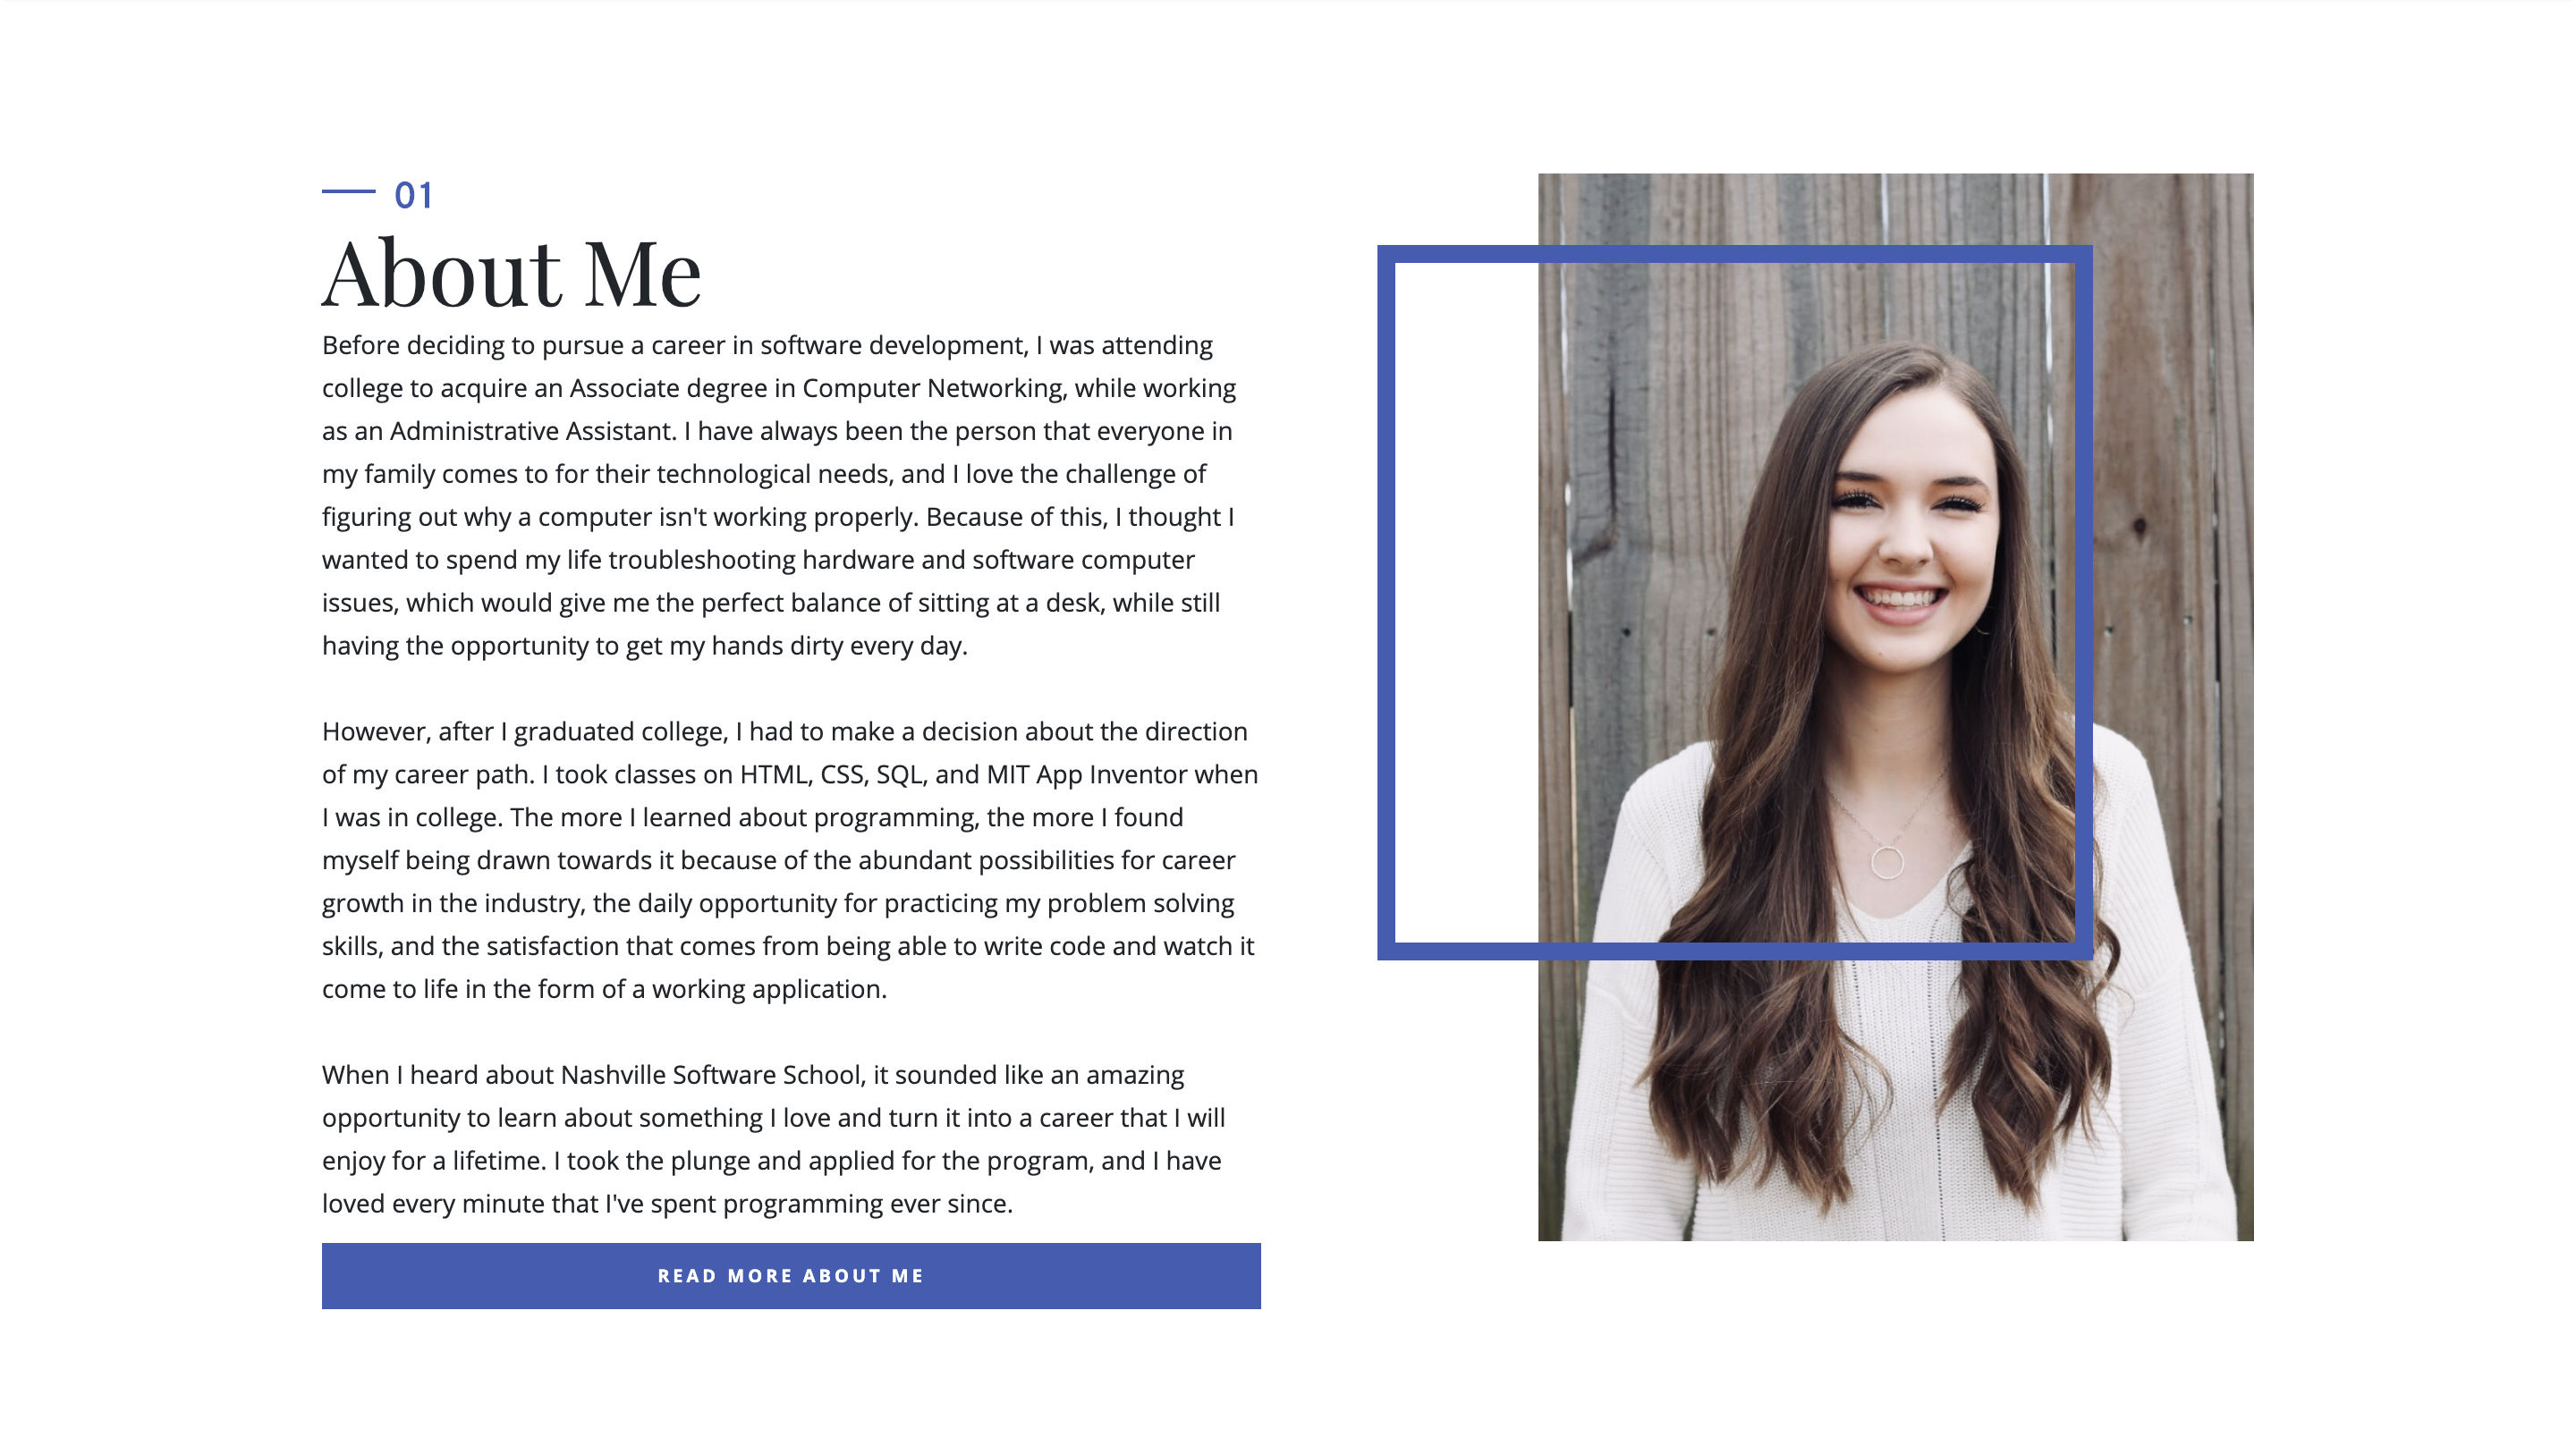 01
About Me
Before deciding to pursue a career in software development, I was attending
college to acquire an Associate degree in Computer Networking, while working
as an Administrative Assistant. I have always been the person that everyone in
my family comes to for their technological needs, and I love the challenge of
figuring out why a computer isn't working properly. Because of this, I thought I
wanted to spend my life troubleshooting hardware and software computer
issues, which would give me the perfect balance of sitting at a desk, while still
having the opportunity to get my hands dirty every day.
However, after I graduated college, I had to make a decision about the direction
of my career path. I took classes on HTML, CSS, SQL, and MIT App Inventor when
I was in college. The more I learned about programming, the more I found
myself being drawn towards it because of the abundant possibilities for career
growth in the industry, the daily opportunity for practicing my problem solving
skills, and the satisfaction that comes from being able to write code and watch it
come to life in the form of a working application.
When I heard about Nashville Software School, it sounded like an amazing
opportunity to learn about something I love and turn it into a career that I will
enjoy for a lifetime. I took the plunge and applied for the program, and I have
loved every minute that I've spent programming ever since.
READ MORE ABOUT ME